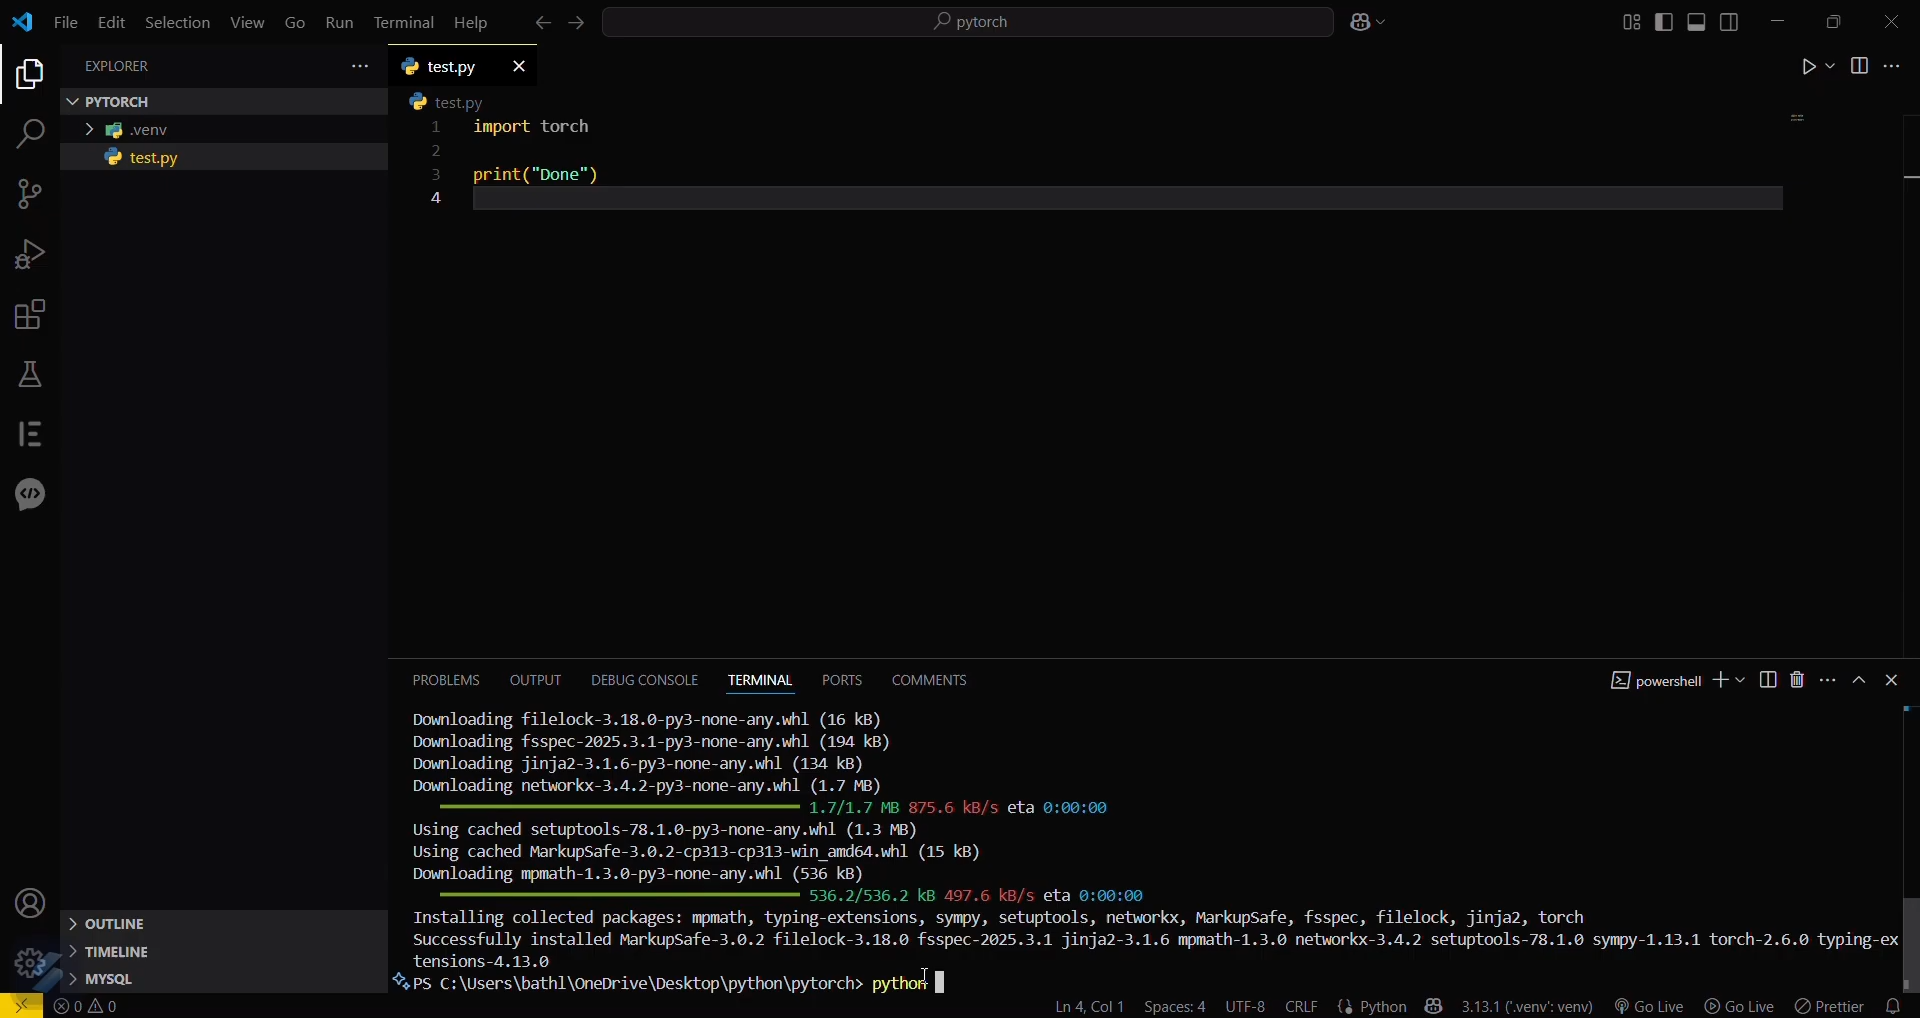 File Edit Selection View Go Run Terminal Help
pytorch
EXPLORER
PYTORCH
.venv
test.py
OUTLINE
TIMELINE
MYSQL
test.py
test.py
1 import torch
2
3 print("Done")
4
PROBLEMS OUTPUT DEBUG CONSOLE TERMINAL PORTS COMMENTS
powershell
Downloading filelock-3.18.0-py3-none-any.whl (16 kB)
Downloading fsspec-2025.3.1-py3-none-any.whl (194 kB)
Downloading jinja2-3.1.6-py3-none-any.whl (134 kB)
Downloading networkx-3.4.2-py3-none-any.whl (1.7 MB)
1.7/1.7 MB 875.6 kB/s eta 0:00:00
Using cached setuptools-78.1.0-py3-none-any.whl (1.3 MB)
Using cached MarkupSafe-3.0.2-cp313-cp313-win_amd64.whl (15 kB)
Downloading mpmath-1.3.0-py3-none-any.whl (536 kB)
536.2/536.2 kB 497.6 kB/s eta 0:00:00
Installing collected packages: mpmath, typing-extensions, sympy, setuptools, networkx, MarkupSafe, fsspec, filelock, jinja2, torch
Successfully installed MarkupSafe-3.0.2 filelock-3.18.0 fsspec-2025.3.1 jinja2-3.1.6 mpmath-1.3.0 networkx-3.4.2 setuptools-78.1.0 sympy-1.13.1 torch-2.6.0 typing-ex
tensions-4.13.0
PS C:\Users\bathl\OneDrive\Desktop\python\pytorch> python
0 0
Ln 4, Col 1 Spaces: 4 UTF-8 CRLF Python 3.13.1 ('.venv': venv) Go Live Go Live Prettier